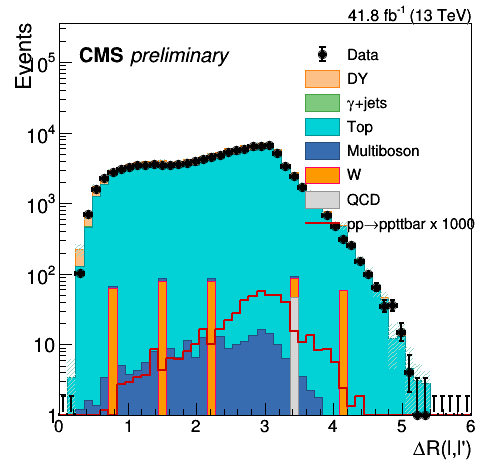 41.8 fb⁻¹ (13 TeV)
Events
CMS preliminary
Data
DY
γ+jets
Top
Multiboson
W
QCD
pp→ppttbar x 1000
10⁵
10⁴
10³
10²
10
1
0 1 2 3 4 5 6
ΔR(l,l')